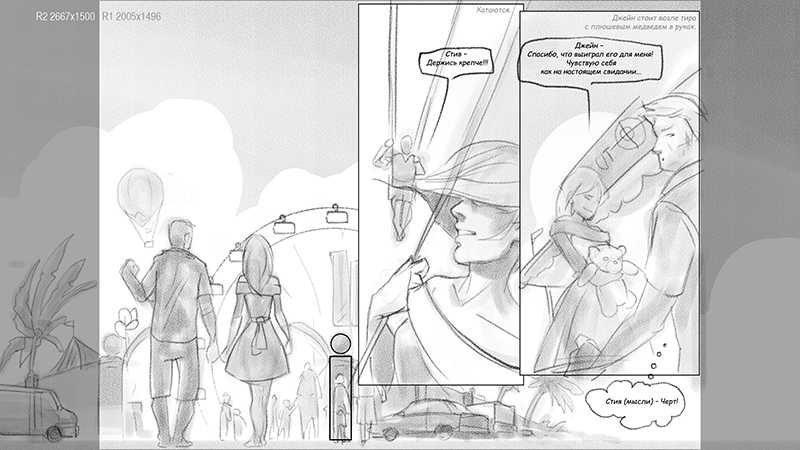 R2 2667x1500
R1 2005x1496
Катаются.
Стив –
Держись крепче!!!
Джейн стоит возле тира
с плюшевым медведем в руках.
Джейн –
Спасибо, что выиграл его для меня!
Чувствую себя
как на настоящем свидании...
Стив (мысли) – Черт!